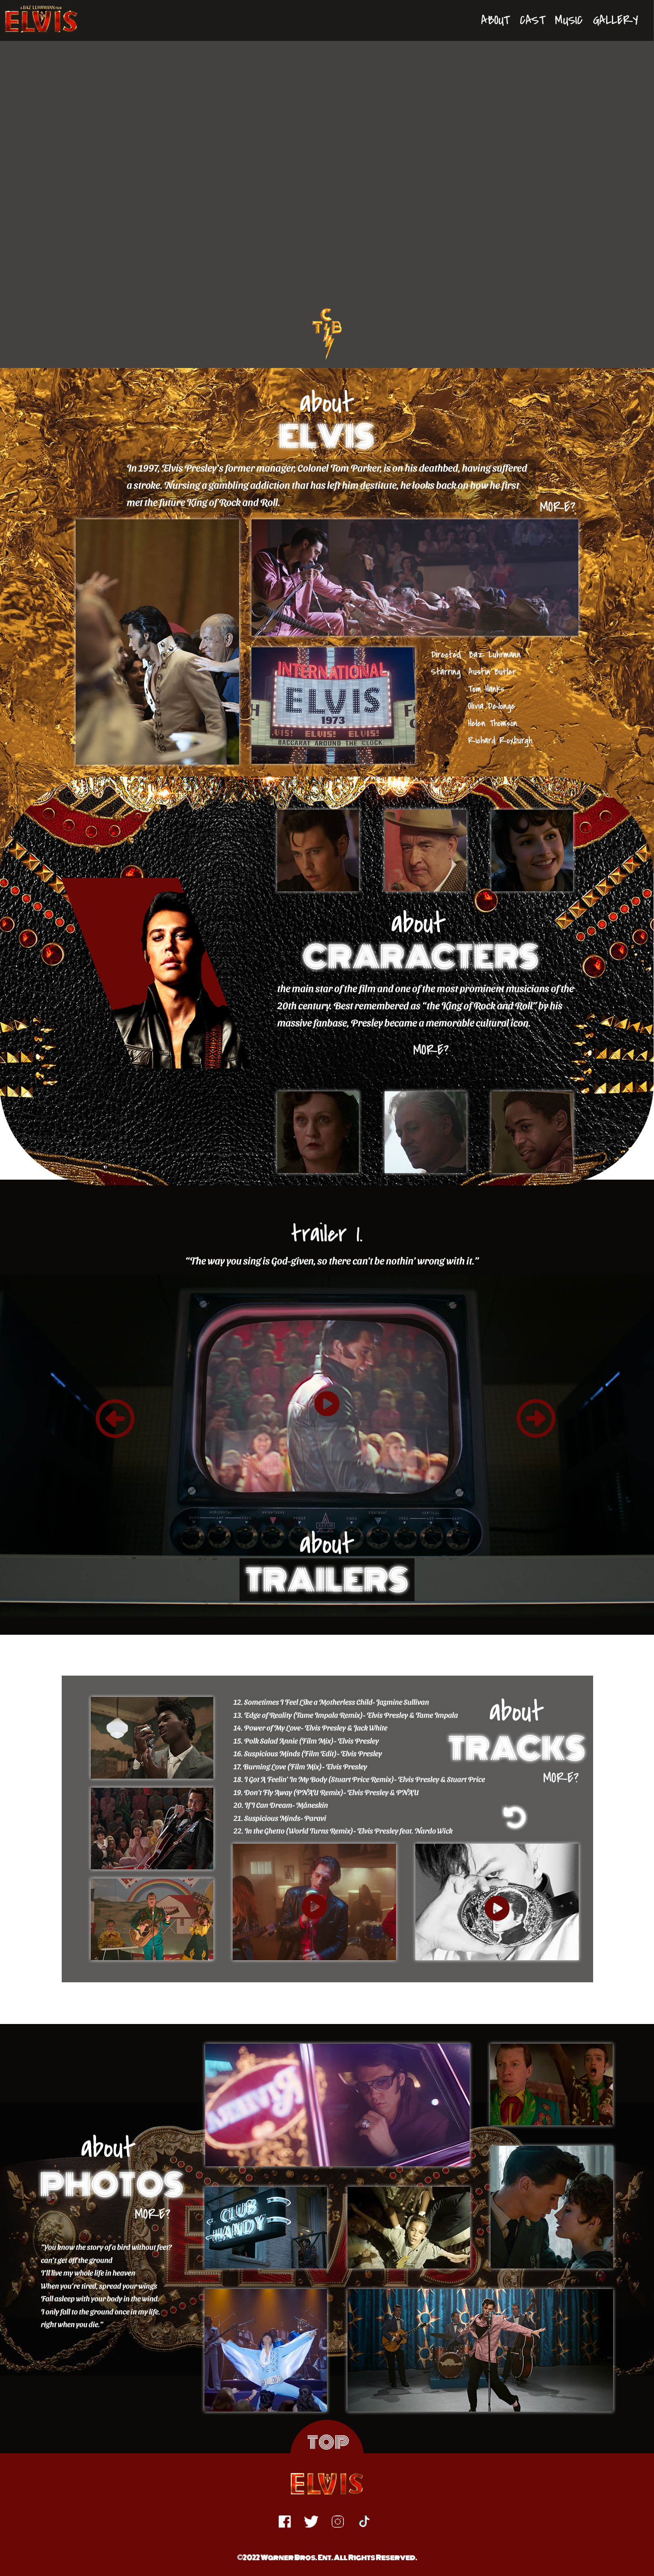 A BAZ LUHRMANN FILM
ELVIS
ABOUT CAST MUSIC GALLERY
TCB
about
ELVIS
In 1997, Elvis Presley's former manager, Colonel Tom Parker, is on his deathbed, having suffered
a stroke. Nursing a gambling addiction that has left him destitute, he looks back on how he first
met the future King of Rock and Roll.
MORE?
INTERNATIONAL
ELVIS
1973
VIS! ELVIS! ELVIS!
BACCARAT AROUND THE CLOCK
Directed Baz Luhrmann
Starring Austin Butler
Tom Hanks
Olivia DeJonge
Helen Thomson
Richard Roxburgh
about
CRARACTERS
the main star of the film and one of the most prominent musicians of the
20th century. Best remembered as "the King of Rock and Roll" by his
massive fanbase, Presley became a memorable cultural icon.
MORE?
trailer 1.
"The way you sing is God-given, so there can't be nothin' wrong with it."
about
TRAILERS
12. Sometimes I Feel Like a Motherless Child- Jazmine Sullivan
13. Edge of Reality (Tame Impala Remix)- Elvis Presley & Tame Impala
14. Power of My Love- Elvis Presley & Jack White
15. Polk Salad Annie (Film Mix)- Elvis Presley
16. Suspicious Minds (Film Edit)- Elvis Presley
17. Burning Love (Film Mix)- Elvis Presley
18. I Got A Feelin' In My Body (Stuart Price Remix)- Elvis Presley & Stuart Price
19. Don't Fly Away (PNAU Remix)- Elvis Presley & PNAU
20. If I Can Dream- Måneskin
21. Suspicious Minds- Paravi
22. In the Ghetto (World Turns Remix)- Elvis Presley feat. Nardo Wick
about
TRACKS
MORE?
about
PHOTOS
MORE?
"You know the story of a bird without feet?
can't get off the ground
I'll live my whole life in heaven
When you're tired, spread your wings
Fall asleep with your body in the wind.
I only fall to the ground once in my life.
right when you die."
CLUB
HANDY
ELVIS
TOP
ELVIS
©2022 Warner Bros. Ent. All Rights Reserved.